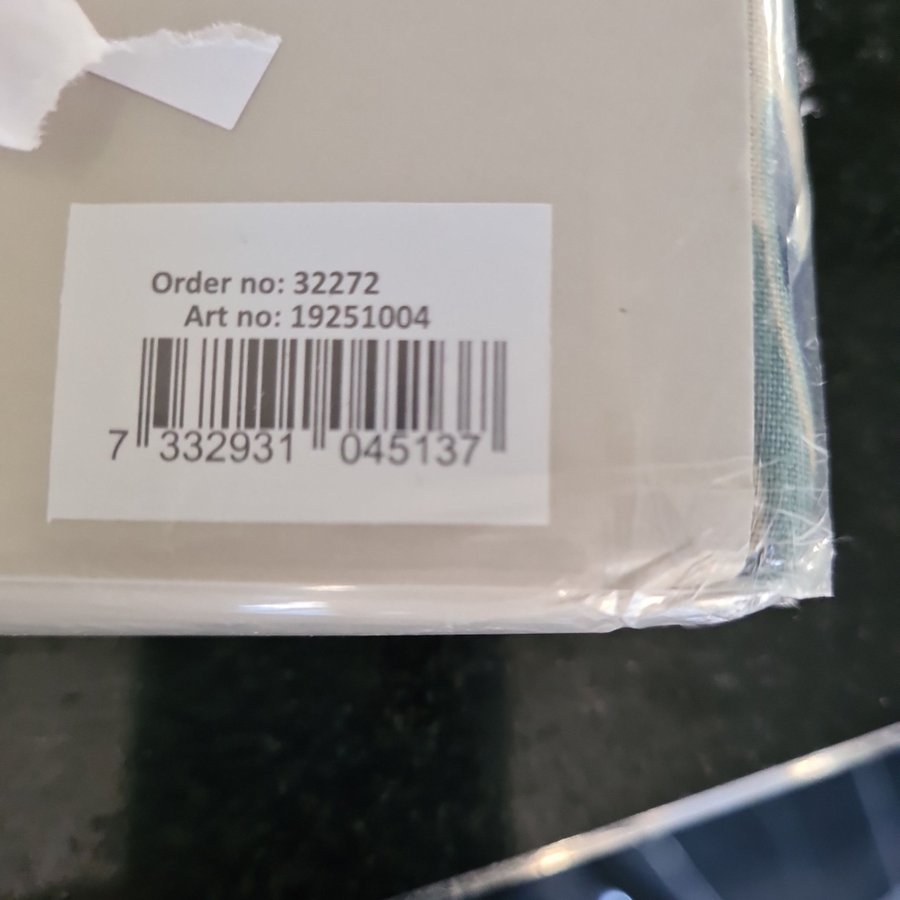 Order no: 32272
Art no: 19251004
7 332931 045137